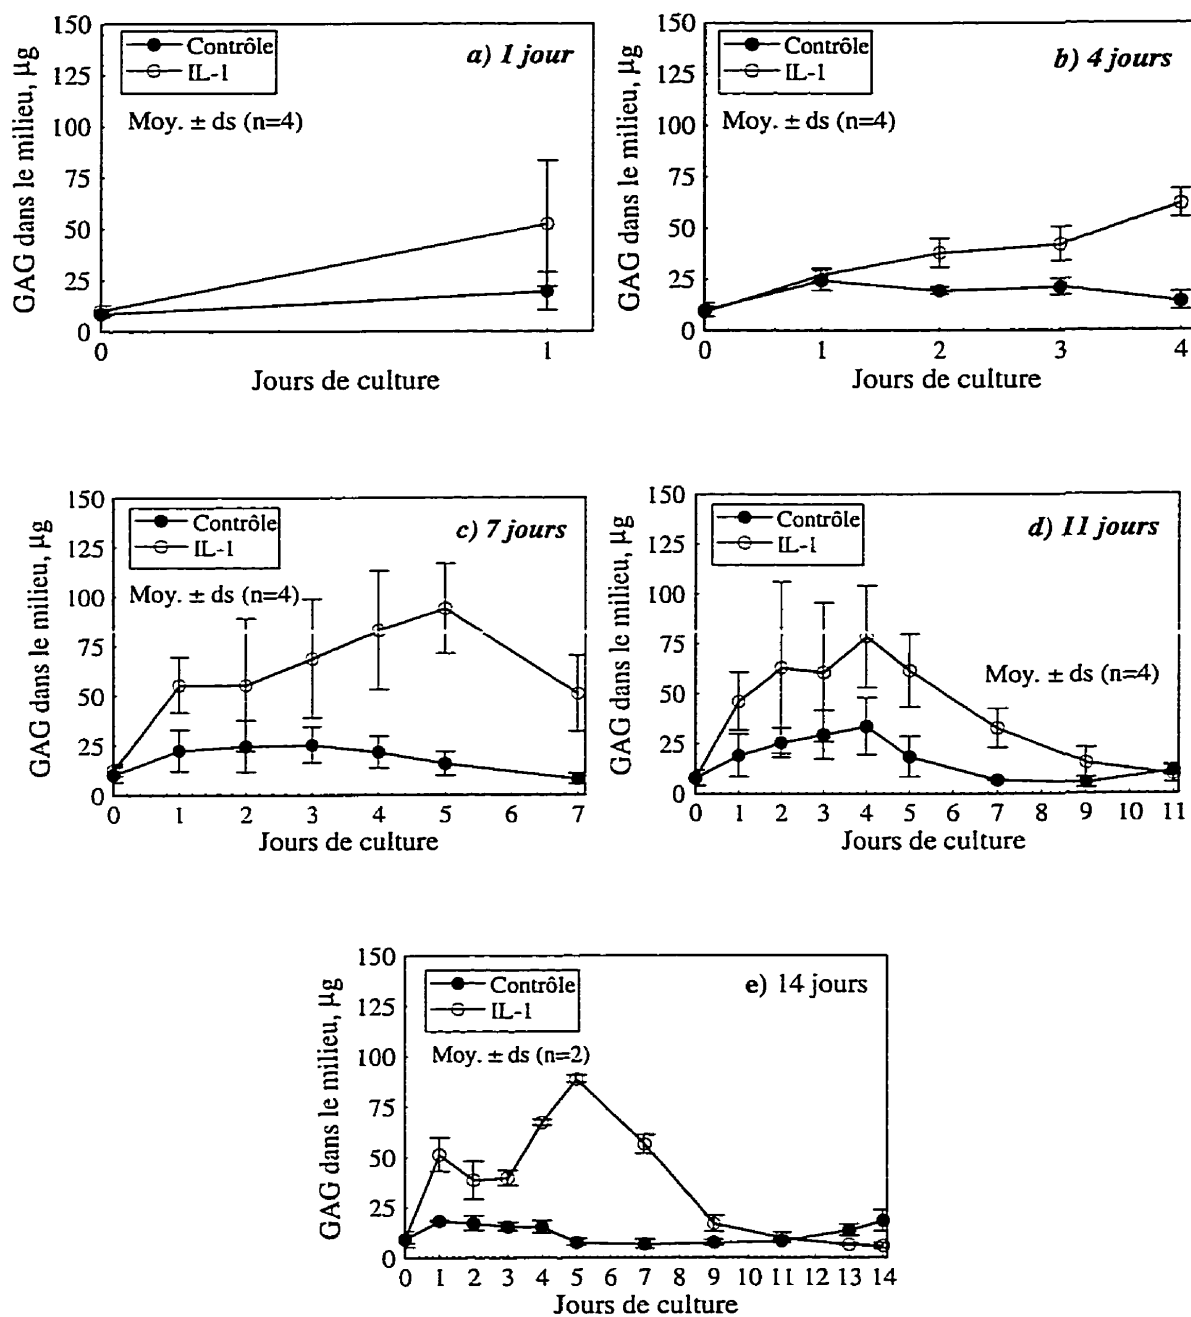 GAG dans le milieu, µg
150
125
100
75
50
25
0
Contrôle
IL-1
a) 1 jour
Moy. ± ds (n=4)
0 1
Jours de culture
GAG dans le milieu, µg
150
125
100
75
50
25
0
Contrôle
IL-1
b) 4 jours
Moy. ± ds (n=4)
0 1 2 3 4
Jours de culture
GAG dans le milieu, µg
150
125
100
75
50
25
0
Contrôle
IL-1
c) 7 jours
Moy. ± ds (n=4)
0 1 2 3 4 5 6 7
Jours de culture
GAG dans le milieu, µg
150
125
100
75
50
25
0
Contrôle
IL-1
d) 11 jours
Moy. ± ds (n=4)
0 1 2 3 4 5 6 7 8 9 10 11
Jours de culture
GAG dans le milieu, µg
150
125
100
75
50
25
0
Contrôle
IL-1
e) 14 jours
Moy. ± ds (n=2)
0 1 2 3 4 5 6 7 8 9 10 11 12 13 14
Jours de culture